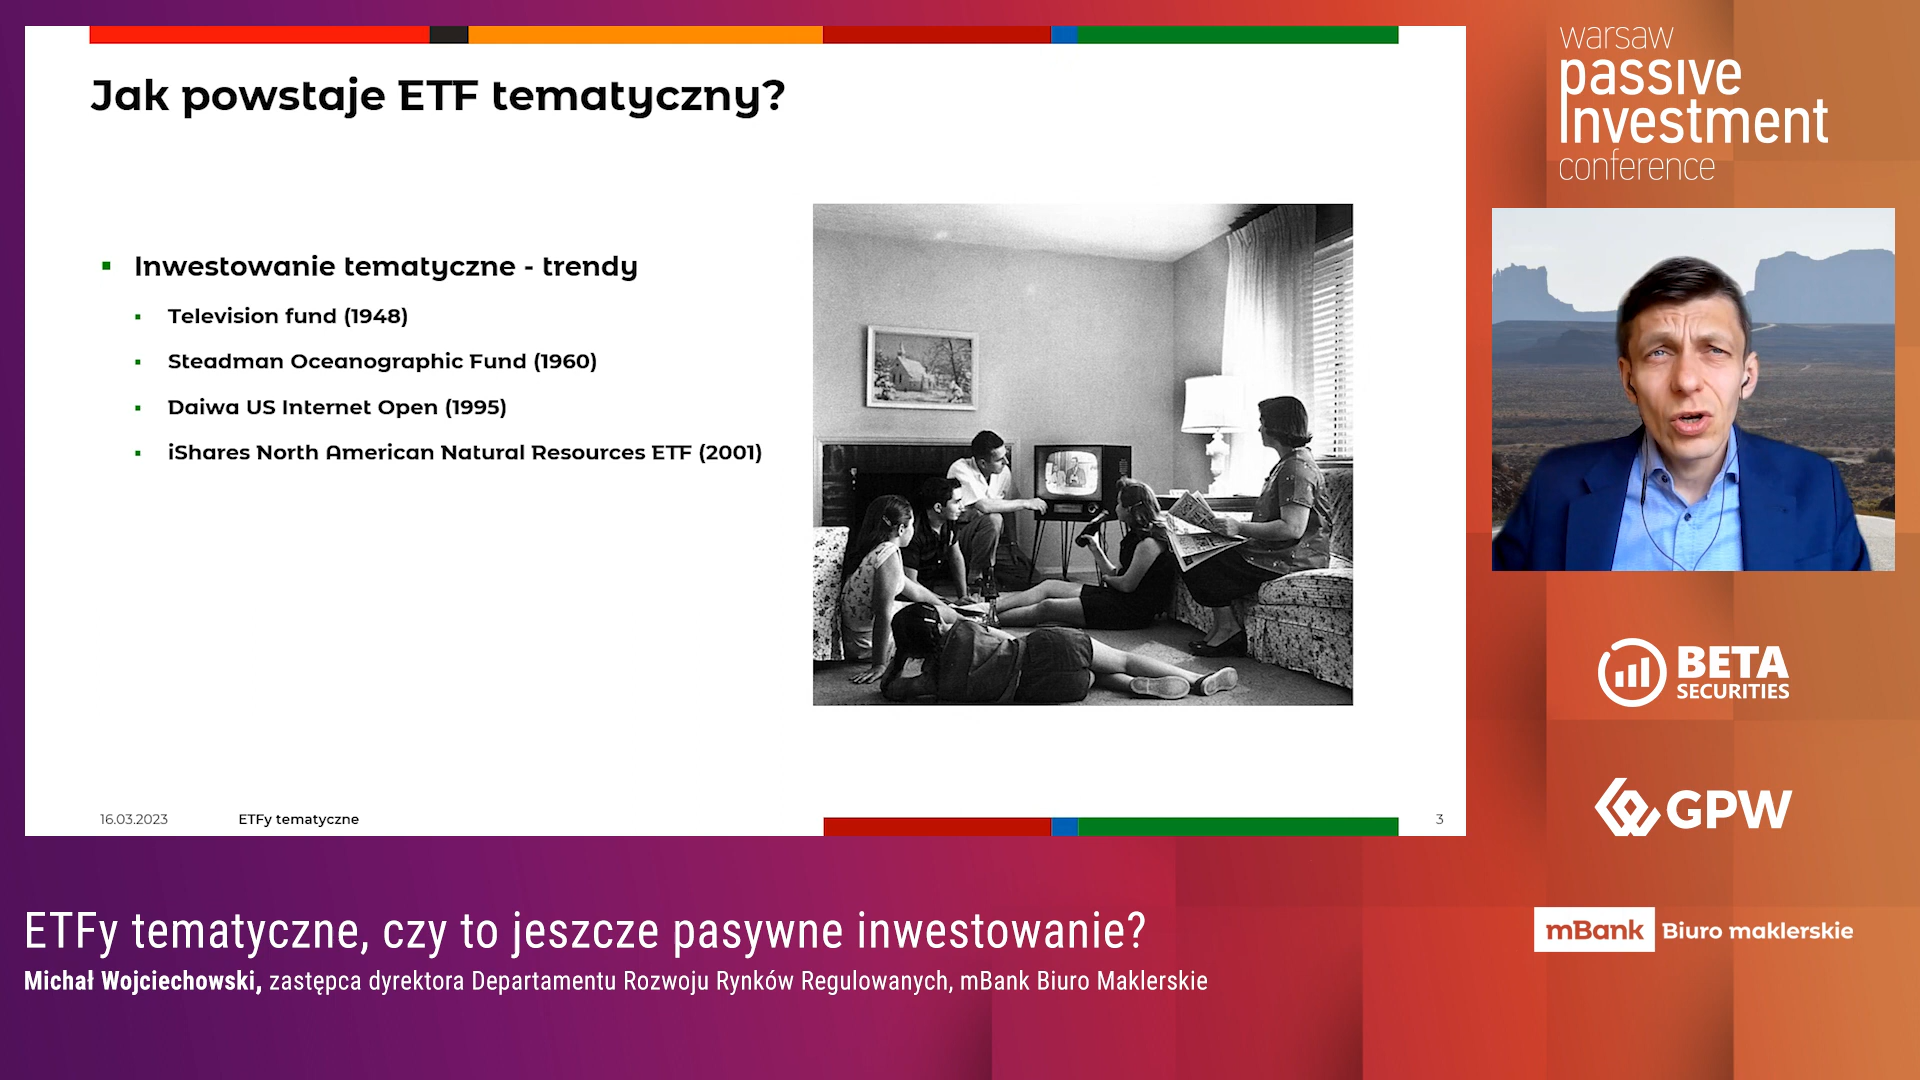 Jak powstaje ETF tematyczny?
Inwestowanie tematyczne - trendy
Television fund (1948)
Steadman Oceanographic Fund (1960)
Daiwa US Internet Open (1995)
iShares North American Natural Resources ETF (2001)
16.03.2023
ETFy tematyczne
3
warsaw
passive
Investment
conference
BETA
SECURITIES
GPW
mBank Biuro maklerskie
ETFy tematyczne, czy to jeszcze pasywne inwestowanie?
Michał Wojciechowski, zastępca dyrektora Departamentu Rozwoju Rynków Regulowanych, mBank Biuro Maklerskie